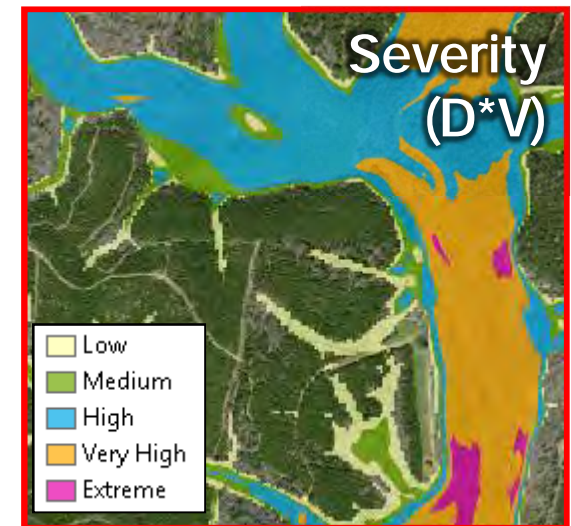 Severity
(D*V)
Low
Medium
High
Very High
Extreme